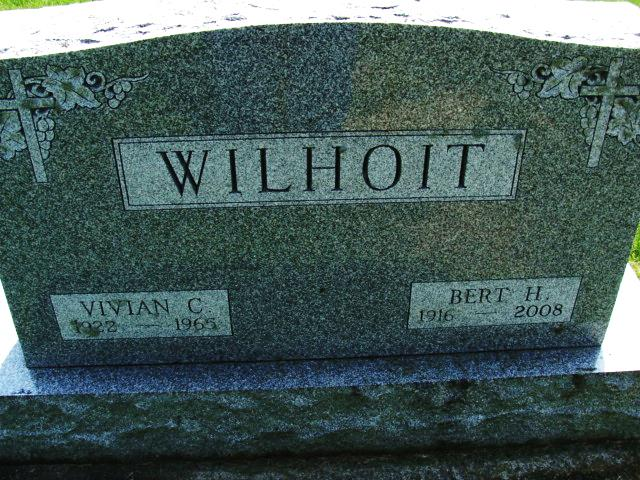 WILHOIT
VIVIAN C.
1922 — 1965
BERT H.
1916 — 2008